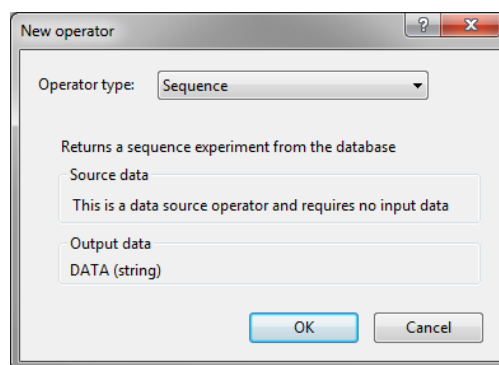 New operator
?
Operator type: Sequence
Returns a sequence experiment from the database
Source data
This is a data source operator and requires no input data
Output data
DATA (string)
OK Cancel